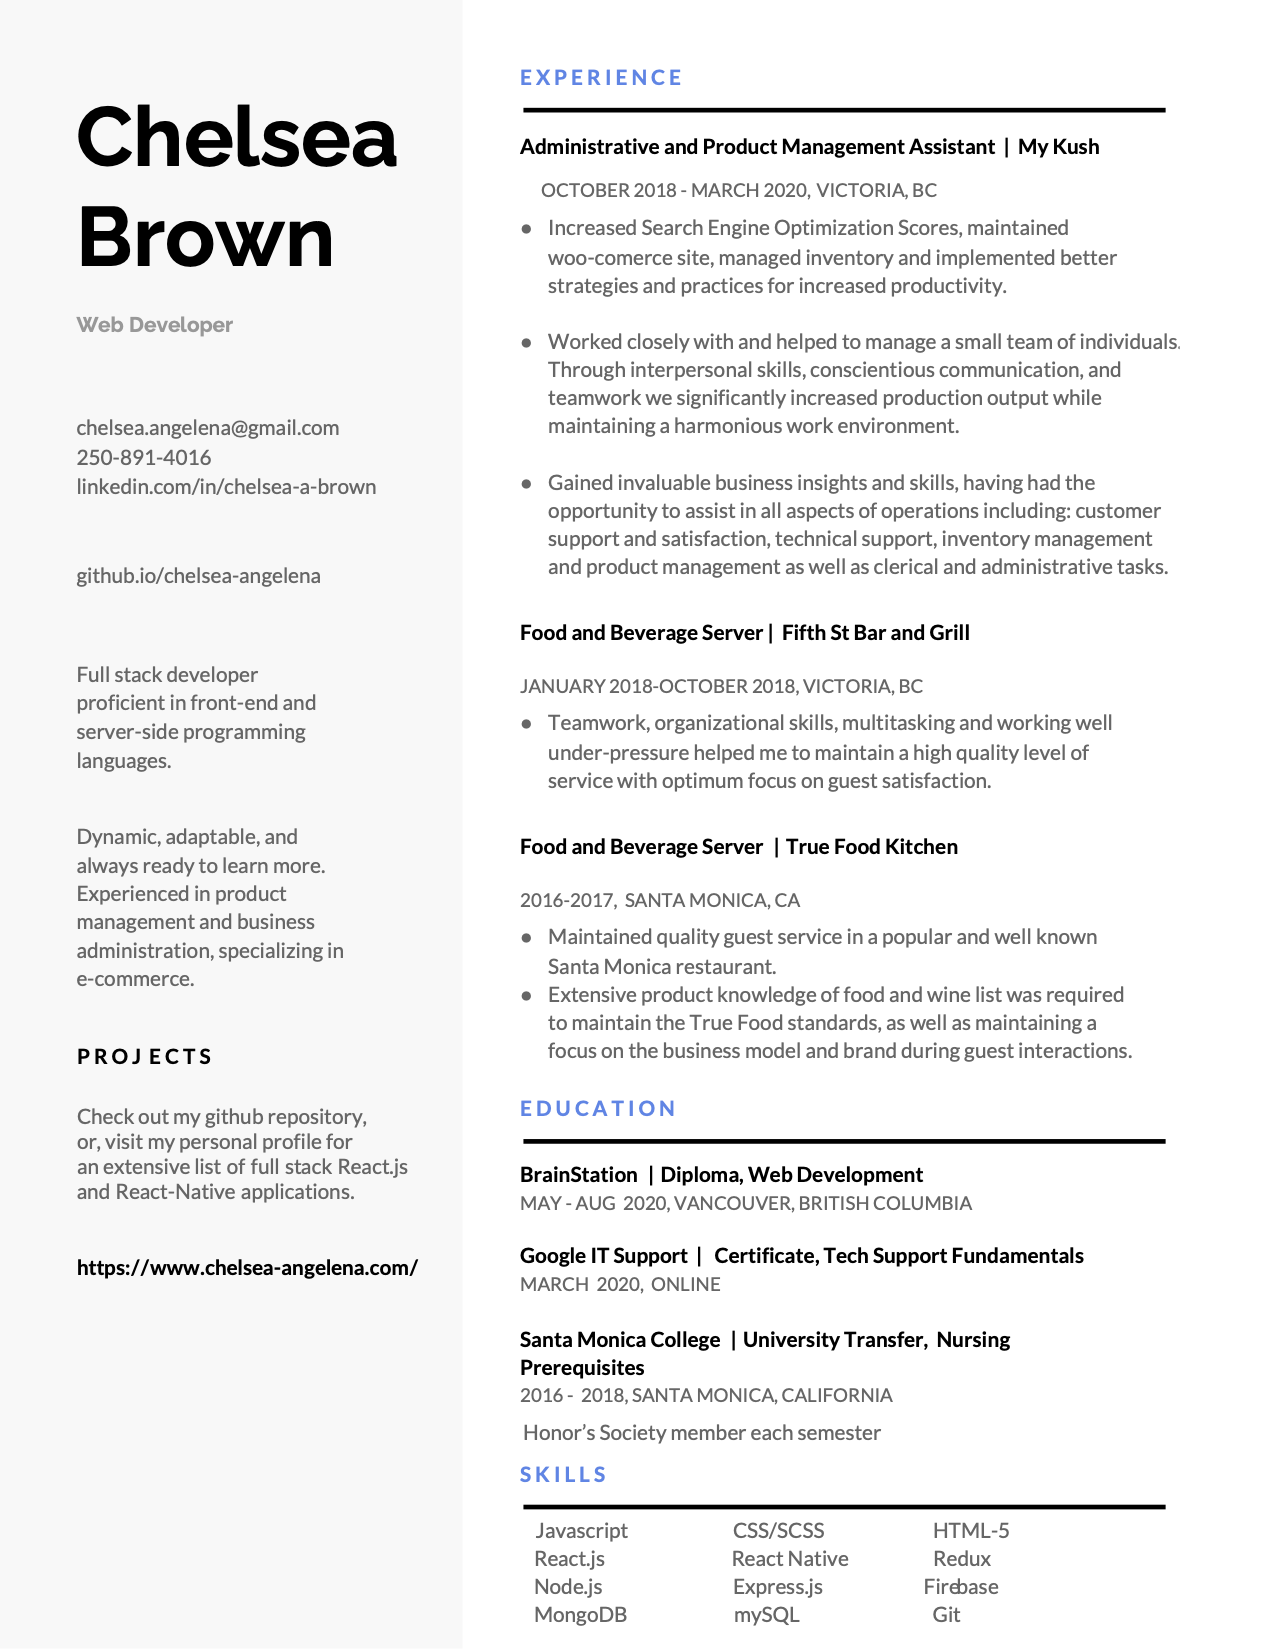 Chelsea
Brown
Web Developer
chelsea.angelena@gmail.com
250-891-4016
linkedin.com/in/chelsea-a-brown
github.io/chelsea-angelena
Full stack developer
proficient in front-end and
server-side programming
languages.
Dynamic, adaptable, and
always ready to learn more.
Experienced in product
management and business
administration, specializing in
e-commerce.
PROJECTS
Check out my github repository,
or, visit my personal profile for
an extensive list of full stack React.js
and React-Native applications.
https://www.chelsea-angelena.com/
EXPERIENCE
Administrative and Product Management Assistant | My Kush
OCTOBER 2018 - MARCH 2020, VICTORIA, BC
● Increased Search Engine Optimization Scores, maintained
woo-comerce site, managed inventory and implemented better
strategies and practices for increased productivity.
● Worked closely with and helped to manage a small team of individuals.
Through interpersonal skills, conscientious communication, and
teamwork we significantly increased production output while
maintaining a harmonious work environment.
● Gained invaluable business insights and skills, having had the
opportunity to assist in all aspects of operations including: customer
support and satisfaction, technical support, inventory management
and product management as well as clerical and administrative tasks.
Food and Beverage Server | Fifth St Bar and Grill
JANUARY 2018-OCTOBER 2018, VICTORIA, BC
● Teamwork, organizational skills, multitasking and working well
under-pressure helped me to maintain a high quality level of
service with optimum focus on guest satisfaction.
Food and Beverage Server | True Food Kitchen
2016-2017, SANTA MONICA, CA
● Maintained quality guest service in a popular and well known
Santa Monica restaurant.
● Extensive product knowledge of food and wine list was required
to maintain the True Food standards, as well as maintaining a
focus on the business model and brand during guest interactions.
EDUCATION
BrainStation | Diploma, Web Development
MAY - AUG 2020, VANCOUVER, BRITISH COLUMBIA
Google IT Support | Certificate, Tech Support Fundamentals
MARCH 2020, ONLINE
Santa Monica College | University Transfer, Nursing
Prerequisites
2016 - 2018, SANTA MONICA, CALIFORNIA
Honor’s Society member each semester
SKILLS
Javascript CSS/SCSS HTML-5
React.js React Native Redux
Node.js Express.js Firebase
MongoDB mySQL Git